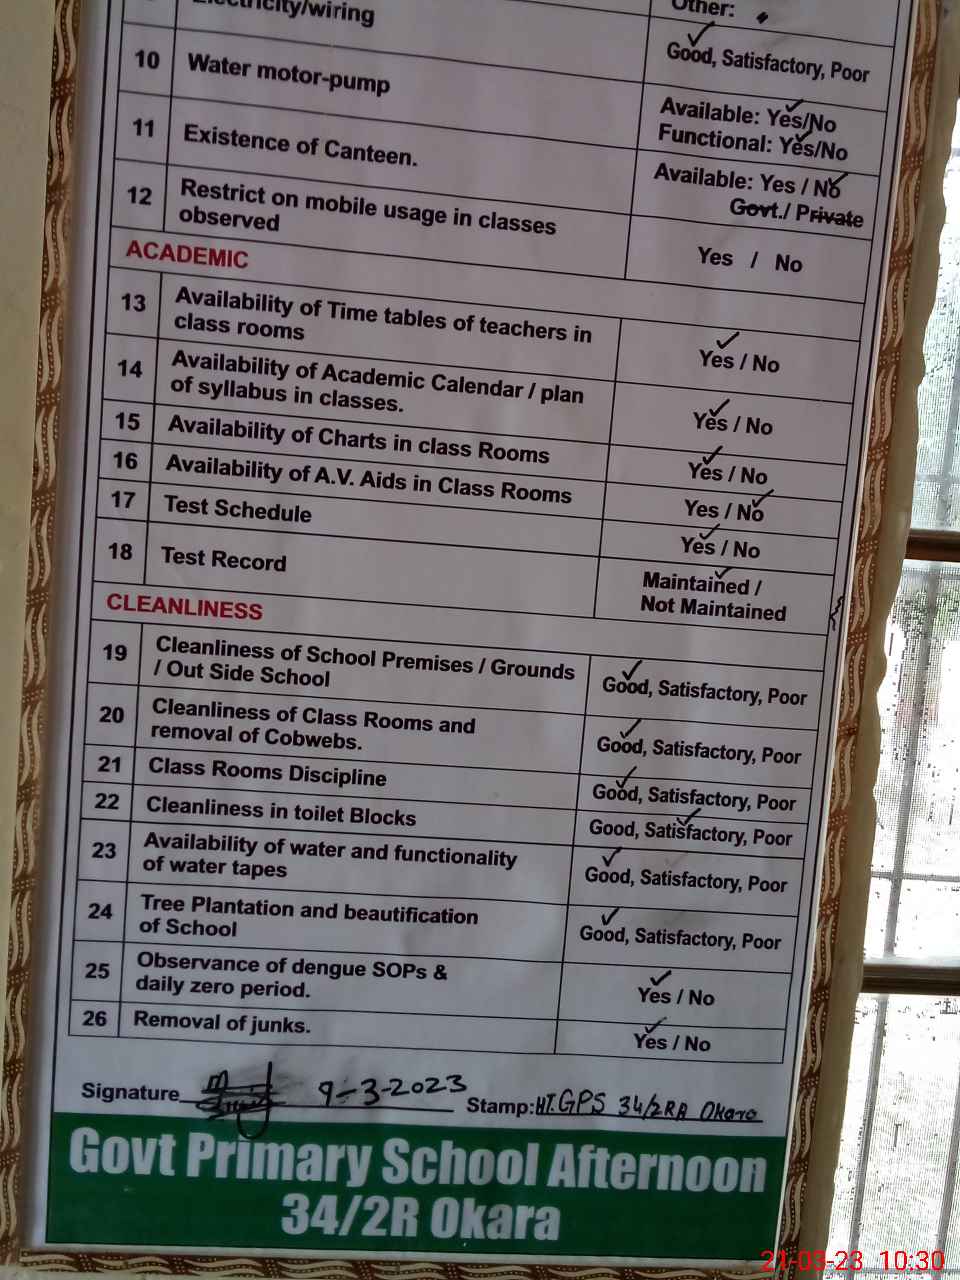 Electricity/wiring
Other:
Good, Satisfactory, Poor
10 Water motor-pump
Available: Yes/No
Functional: Yes/No
11 Existence of Canteen.
Available: Yes / No
Govt./ Private
12 Restrict on mobile usage in classes
observed
Yes / No
ACADEMIC
13 Availability of Time tables of teachers in
class rooms
Yes / No
14 Availability of Academic Calendar / plan
of syllabus in classes.
Yes / No
15 Availability of Charts in class Rooms
Yes / No
16 Availability of A.V. Aids in Class Rooms
Yes / No
17 Test Schedule
Yes / No
18 Test Record
Maintained /
Not Maintained
CLEANLINESS
19 Cleanliness of School Premises / Grounds
/ Out Side School
Good, Satisfactory, Poor
20 Cleanliness of Class Rooms and
removal of Cobwebs.
Good, Satisfactory, Poor
21 Class Rooms Discipline
Good, Satisfactory, Poor
22 Cleanliness in toilet Blocks
Good, Satisfactory, Poor
23 Availability of water and functionality
of water tapes
Good, Satisfactory, Poor
24 Tree Plantation and beautification
of School
Good, Satisfactory, Poor
25 Observance of dengue SOPs &
daily zero period.
Yes / No
26 Removal of junks.
Yes / No
Signature 9-3-2023 Stamp: HT. GPS 34/2RA Okara
Govt Primary School Afternoon
34/2R Okara
21-03-23 10:30